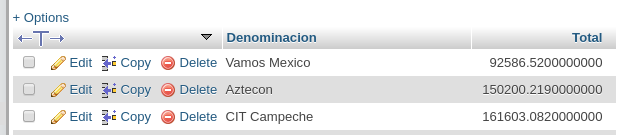 + Options
←T→ Denominacion Total
Edit Copy Delete Vamos Mexico 92586.5200000000
Edit Copy Delete Aztecon 150200.2190000000
Edit Copy Delete CIT Campeche 161603.0820000000